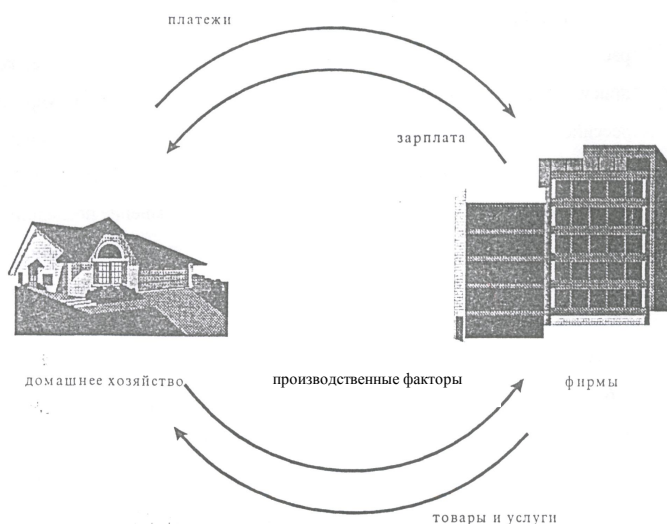 платежи
зарплата
домашнее хозяйство
производственные факторы
фирмы
товары и услуги